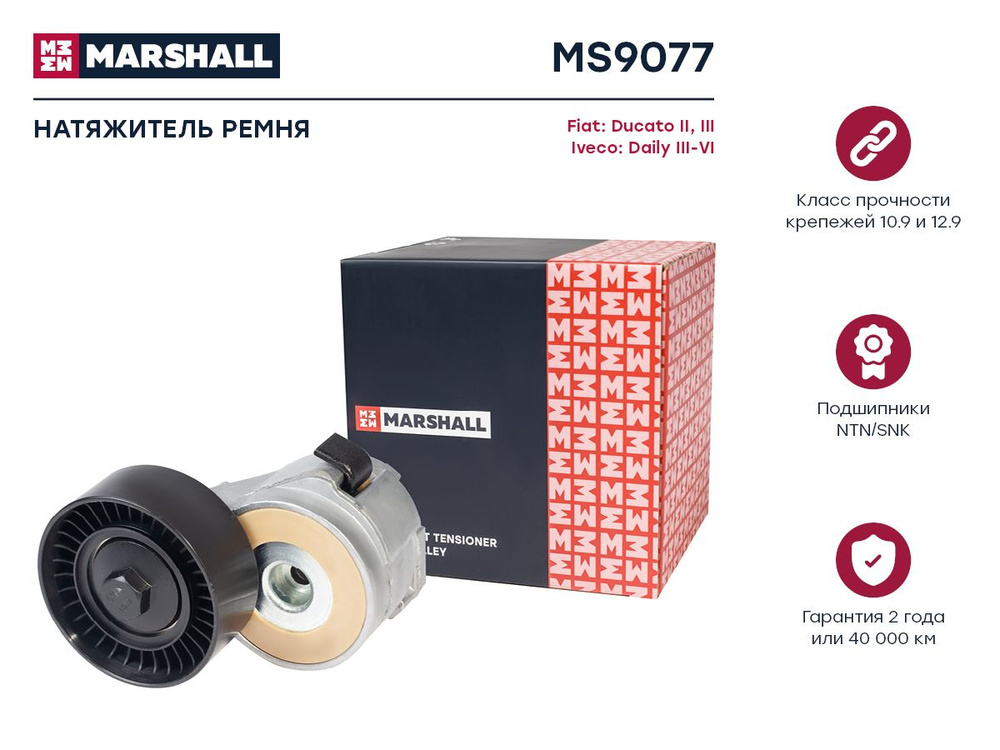 MARSHALL
MS9077
НАТЯЖИТЕЛЬ РЕМНЯ
Fiat: Ducato II, III
Iveco: Daily III-VI
Класс прочности
крепежей 10.9 и 12.9
Подшипники
NTN/SNK
Гарантия 2 года
или 40 000 км
MARSHALL
TENSIONER